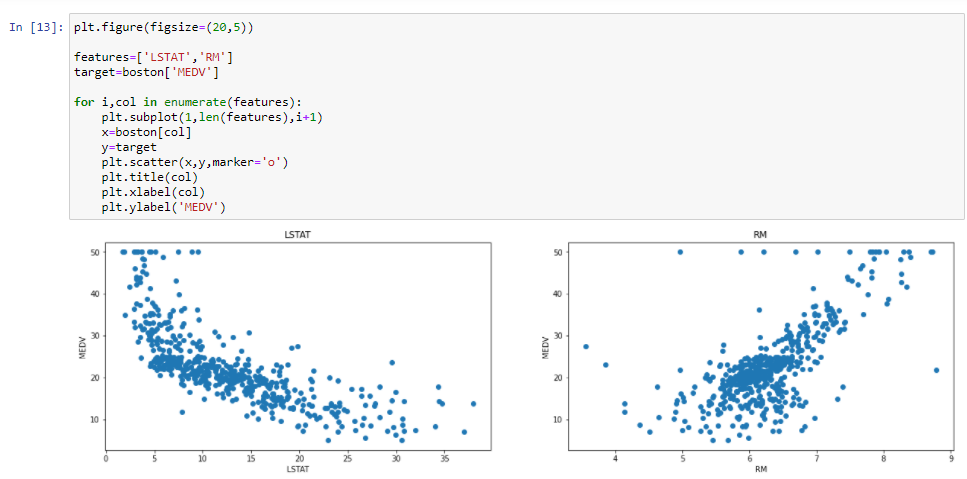 In [13]: plt.figure(figsize=(20,5))
features=['LSTAT','RM']
target=boston['MEDV']
for i,col in enumerate(features):
    plt.subplot(1,len(features),i+1)
    x=boston[col]
    y=target
    plt.scatter(x,y,marker='o')
    plt.title(col)
    plt.xlabel(col)
    plt.ylabel('MEDV')
LSTAT
50
40
30
20
10
MEDV
0 5 10 15 20 25 30 35
LSTAT
RM
50
40
30
20
10
MEDV
4 5 6 7 8 9
RM